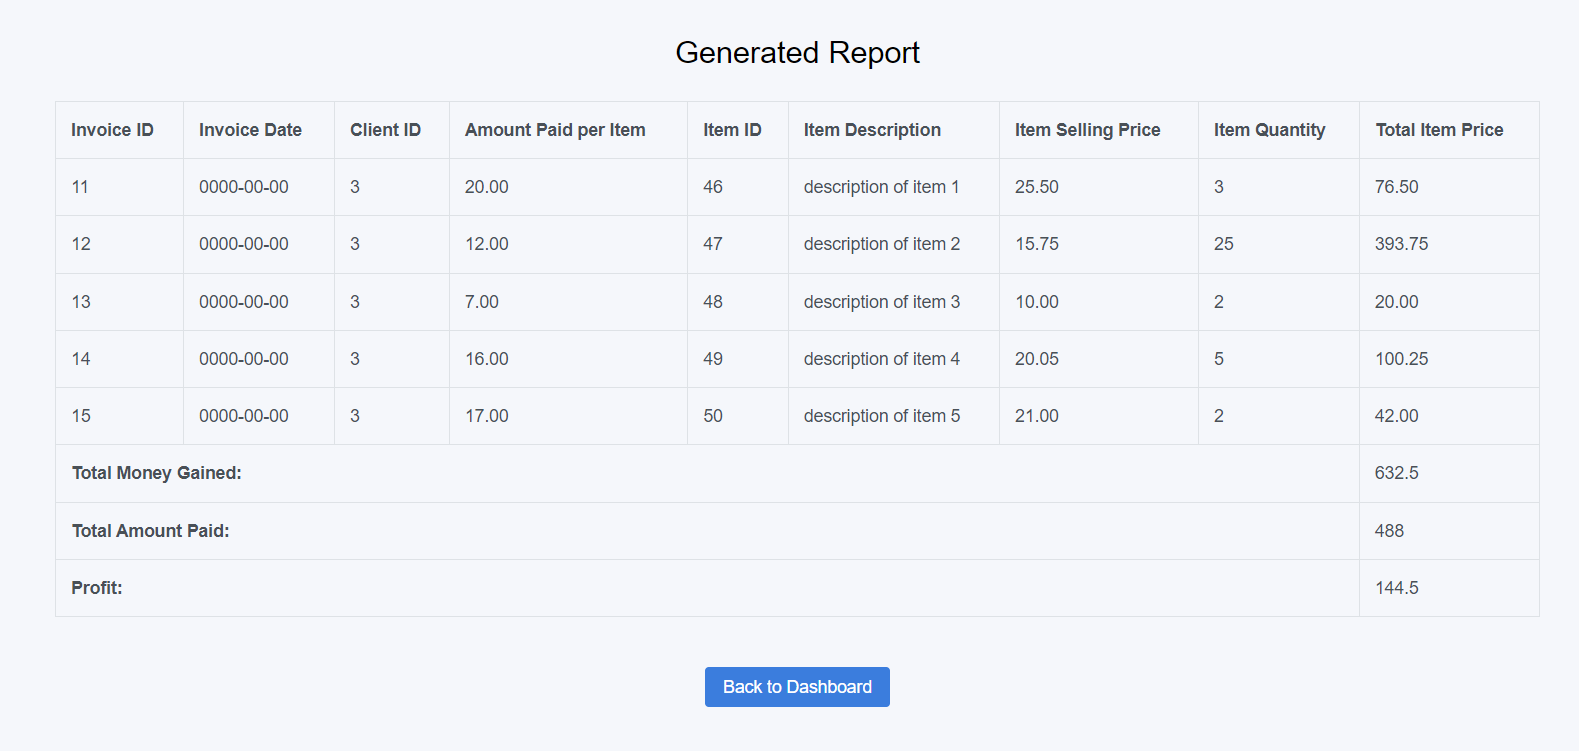 Generated Report
Invoice ID Invoice Date Client ID Amount Paid per Item Item ID Item Description Item Selling Price Item Quantity Total Item Price
11 0000-00-00 3 20.00 46 description of item 1 25.50 3 76.50
12 0000-00-00 3 12.00 47 description of item 2 15.75 25 393.75
13 0000-00-00 3 7.00 48 description of item 3 10.00 2 20.00
14 0000-00-00 3 16.00 49 description of item 4 20.05 5 100.25
15 0000-00-00 3 17.00 50 description of item 5 21.00 2 42.00
Total Money Gained: 632.5
Total Amount Paid: 488
Profit: 144.5
Back to Dashboard